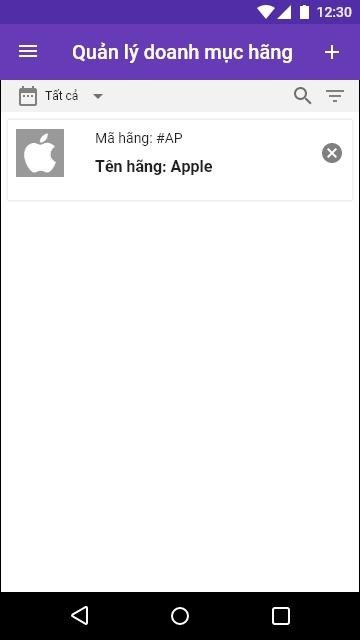 12:30
Quản lý doanh mục hãng
Tất cả
Mã hãng: #AP
Tên hãng: Apple